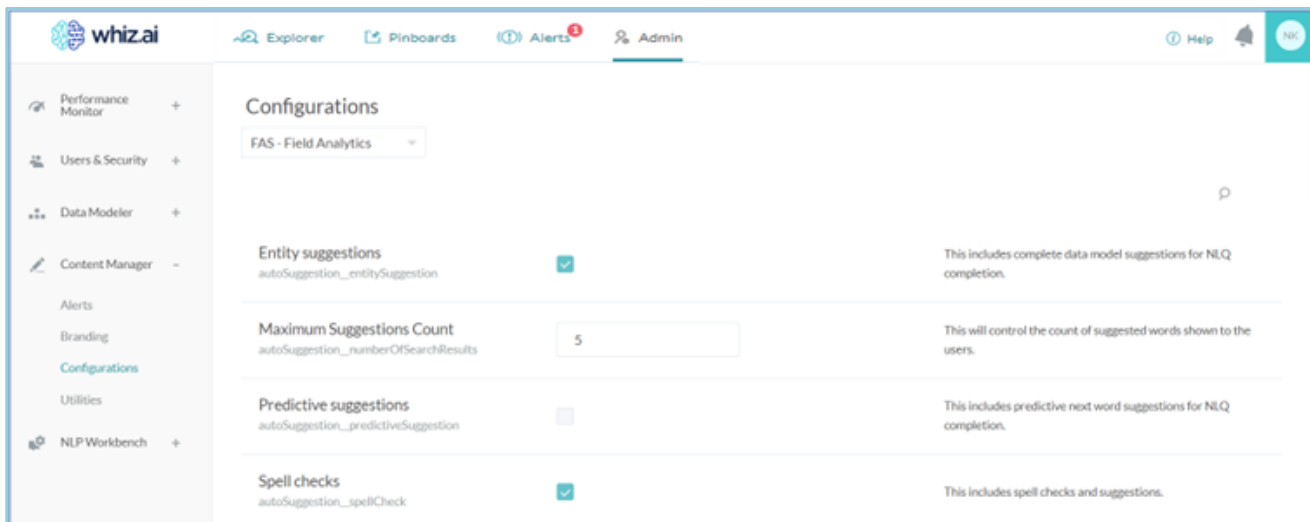 whiz.ai
Explorer
Pinboards
Alerts
1
Admin
Help
NK
Performance
Monitor
+
Users & Security
+
Data Modeler
+
Content Manager
-
Alerts
Branding
Configurations
Utilities
NLP Workbench
+
Configurations
FAS - Field Analytics
Entity suggestions
autoSuggestion_entitySuggestion
This includes complete data model suggestions for NLQ
completion.
Maximum Suggestions Count
autoSuggestion_numberOfSearchResults
5
This will control the count of suggested words shown to the
users.
Predictive suggestions
autoSuggestion_predictiveSuggestion
This includes predictive next word suggestions for NLQ
completion.
Spell checks
autoSuggestion_spellCheck
This includes spell checks and suggestions.